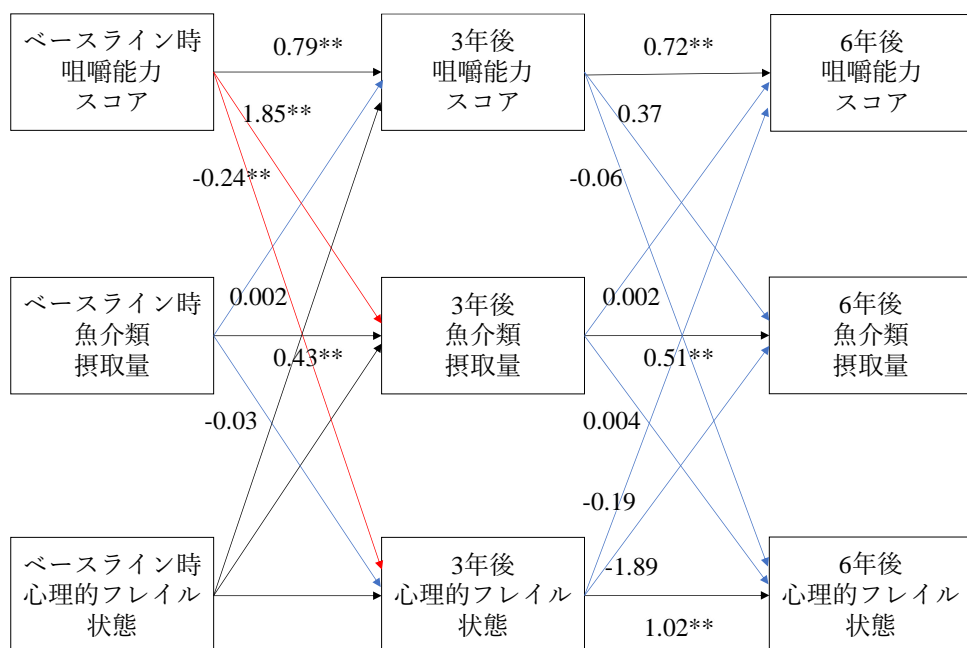 ベースライン時
咀嚼能力
スコア
0.79**
3年後
咀嚼能力
スコア
0.72**
6年後
咀嚼能力
スコア
1.85**
0.37
-0.24**
-0.06
ベースライン時
魚介類
摂取量
0.002
0.43**
3年後
魚介類
摂取量
0.002
0.51**
6年後
魚介類
摂取量
-0.03
0.004
-0.19
ベースライン時
心理的フレイル
状態
3年後
心理的フレイル
状態
-1.89
1.02**
6年後
心理的フレイル
状態